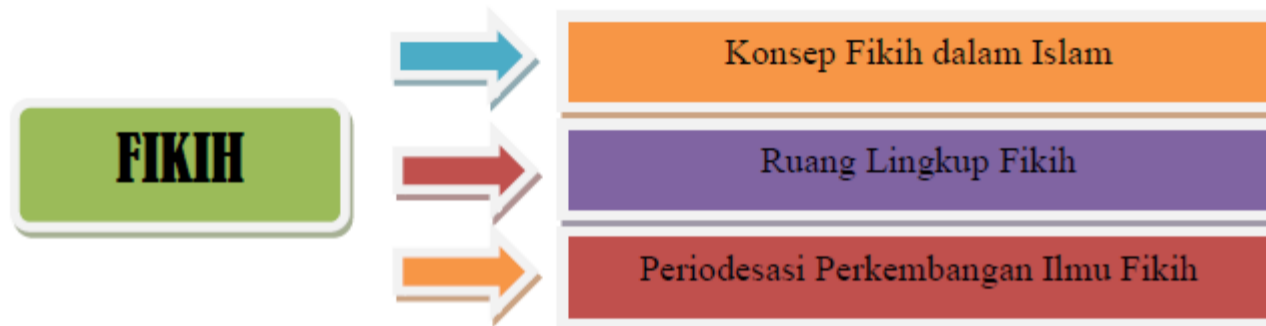 FIKIH
Konsep Fikih dalam Islam
Ruang Lingkup Fikih
Periodesasi Perkembangan Ilmu Fikih